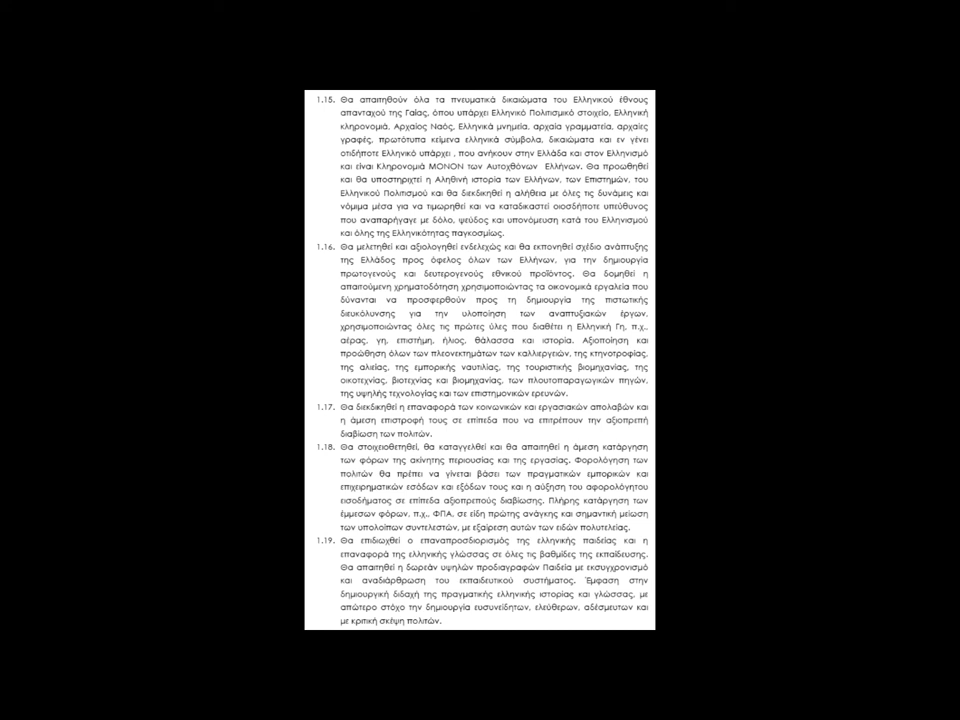 1.15. Θα απαιτηθούν όλα τα πνευματικά δικαιώματα του Ελληνικού έθνους
απανταχού της Γαίας, όπου υπάρχει Ελληνικό Πολιτισμικό στοιχείο, Ελληνική
κληρονομιά, Αρχαίος Ναός, Ελληνικά μνημεία, αρχαία γραμματεία, αρχαίες
γραφές, πρωτότυπα κείμενα ελληνικά σύμβολα, δικαιώματα και εν γένει
οτιδήποτε Ελληνικό υπάρχει , που ανήκουν στην Ελλάδα και στον Ελληνισμό
και είναι Κληρονομιά ΜΟΝΟΝ των Αυτοχθόνων Ελλήνων. Θα προωθηθεί
και θα υποστηριχτεί η Αληθινή ιστορία των Ελλήνων, των Επιστημών, του
Ελληνικού Πολιτισμού και θα διεκδικηθεί η αλήθεια με όλες τις δυνάμεις και
νόμιμα μέσα για να τιμωρηθεί και να καταδικαστεί οιοσδήποτε υπεύθυνος
που αναπαρήγαγε με δόλο, ψεύδος και υπονόμευση κατά του Ελληνισμού
και όλης της Ελληνικότητας παγκοσμίως.
1.16. Θα μελετηθεί και αξιολογηθεί ενδελεχώς και θα εκπονηθεί σχέδιο ανάπτυξης
της Ελλάδος προς όφελος όλων των Ελλήνων, για την δημιουργία
πρωτογενούς και δευτερογενούς εθνικού προϊόντος. Θα δομηθεί η
απαιτούμενη χρηματοδότηση χρησιμοποιώντας τα οικονομικά εργαλεία που
δύνανται να προσφερθούν προς τη δημιουργία της πιστωτικής
διευκόλυνσης για την υλοποίηση των αναπτυξιακών έργων,
χρησιμοποιώντας όλες τις πρώτες ύλες που διαθέτει η Ελληνική Γη, π.χ.,
αέρας, γη, επιστήμη, ήλιος, θάλασσα και ιστορία. Αξιοποίηση και
προώθηση όλων των πλεονεκτημάτων των καλλιεργειών, της κτηνοτροφίας,
της αλιείας, της εμπορικής ναυτιλίας, της τουριστικής βιομηχανίας, της
οικοτεχνίας, βιοτεχνίας και βιομηχανίας, των πλουτοπαραγωγικών πηγών,
της υψηλής τεχνολογίας και των επιστημονικών ερευνών.
1.17. Θα διεκδικηθεί η επαναφορά των κοινωνικών και εργασιακών απολαβών και
η άμεση επιστροφή τους σε επίπεδα που να επιτρέπουν την αξιοπρεπή
διαβίωση των πολιτών.
1.18. Θα στοιχειοθετηθεί, θα καταγγελθεί και θα απαιτηθεί η άμεση κατάργηση
των φόρων της ακίνητης περιουσίας και της εργασίας. Φορολόγηση των
πολιτών θα πρέπει να γίνεται βάσει των πραγματικών εμπορικών και
επιχειρηματικών εσόδων και εξόδων τους και η αύξηση του αφορολόγητου
εισοδήματος σε επίπεδα αξιοπρεπούς διαβίωσης. Πλήρης κατάργηση των
έμμεσων φόρων, π.χ., ΦΠΑ, σε είδη πρώτης ανάγκης και σημαντική μείωση
των υπολοίπων συντελεστών, με εξαίρεση αυτών των ειδών πολυτελείας.
1.19. Θα επιδιωχθεί ο επαναπροσδιορισμός της ελληνικής παιδείας και η
επαναφορά της ελληνικής γλώσσας σε όλες τις βαθμίδες της εκπαίδευσης.
Θα απαιτηθεί η δωρεάν υψηλών προδιαγραφών Παιδεία με εκσυγχρονισμό
και αναδιάρθρωση του εκπαιδευτικού συστήματος. Έμφαση στην
δημιουργική διδαχή της πραγματικής ελληνικής ιστορίας και γλώσσας, με
απώτερο στόχο την δημιουργία ευσυνείδητων, ελεύθερων, αδέσμευτων και
με κριτική σκέψη πολιτών.